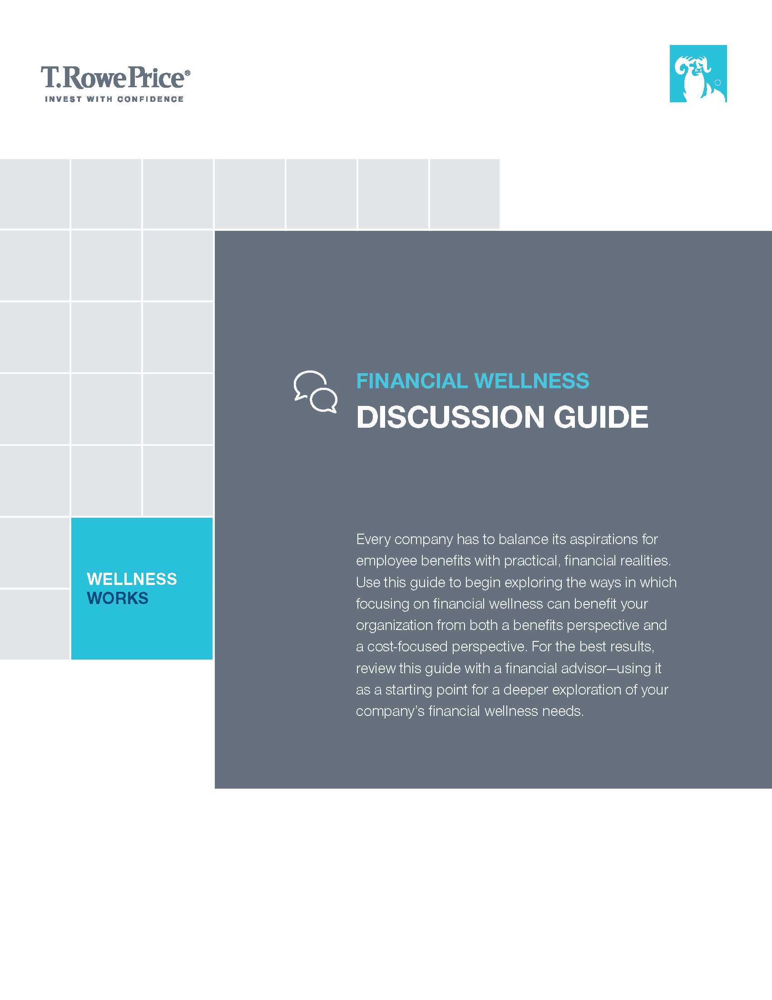 T.RowePrice®
INVEST WITH CONFIDENCE
FINANCIAL WELLNESS
DISCUSSION GUIDE
WELLNESS
WORKS
Every company has to balance its aspirations for
employee benefits with practical, financial realities.
Use this guide to begin exploring the ways in which
focusing on financial wellness can benefit your
organization from both a benefits perspective and
a cost-focused perspective. For the best results,
review this guide with a financial advisor—using it
as a starting point for a deeper exploration of your
company’s financial wellness needs.